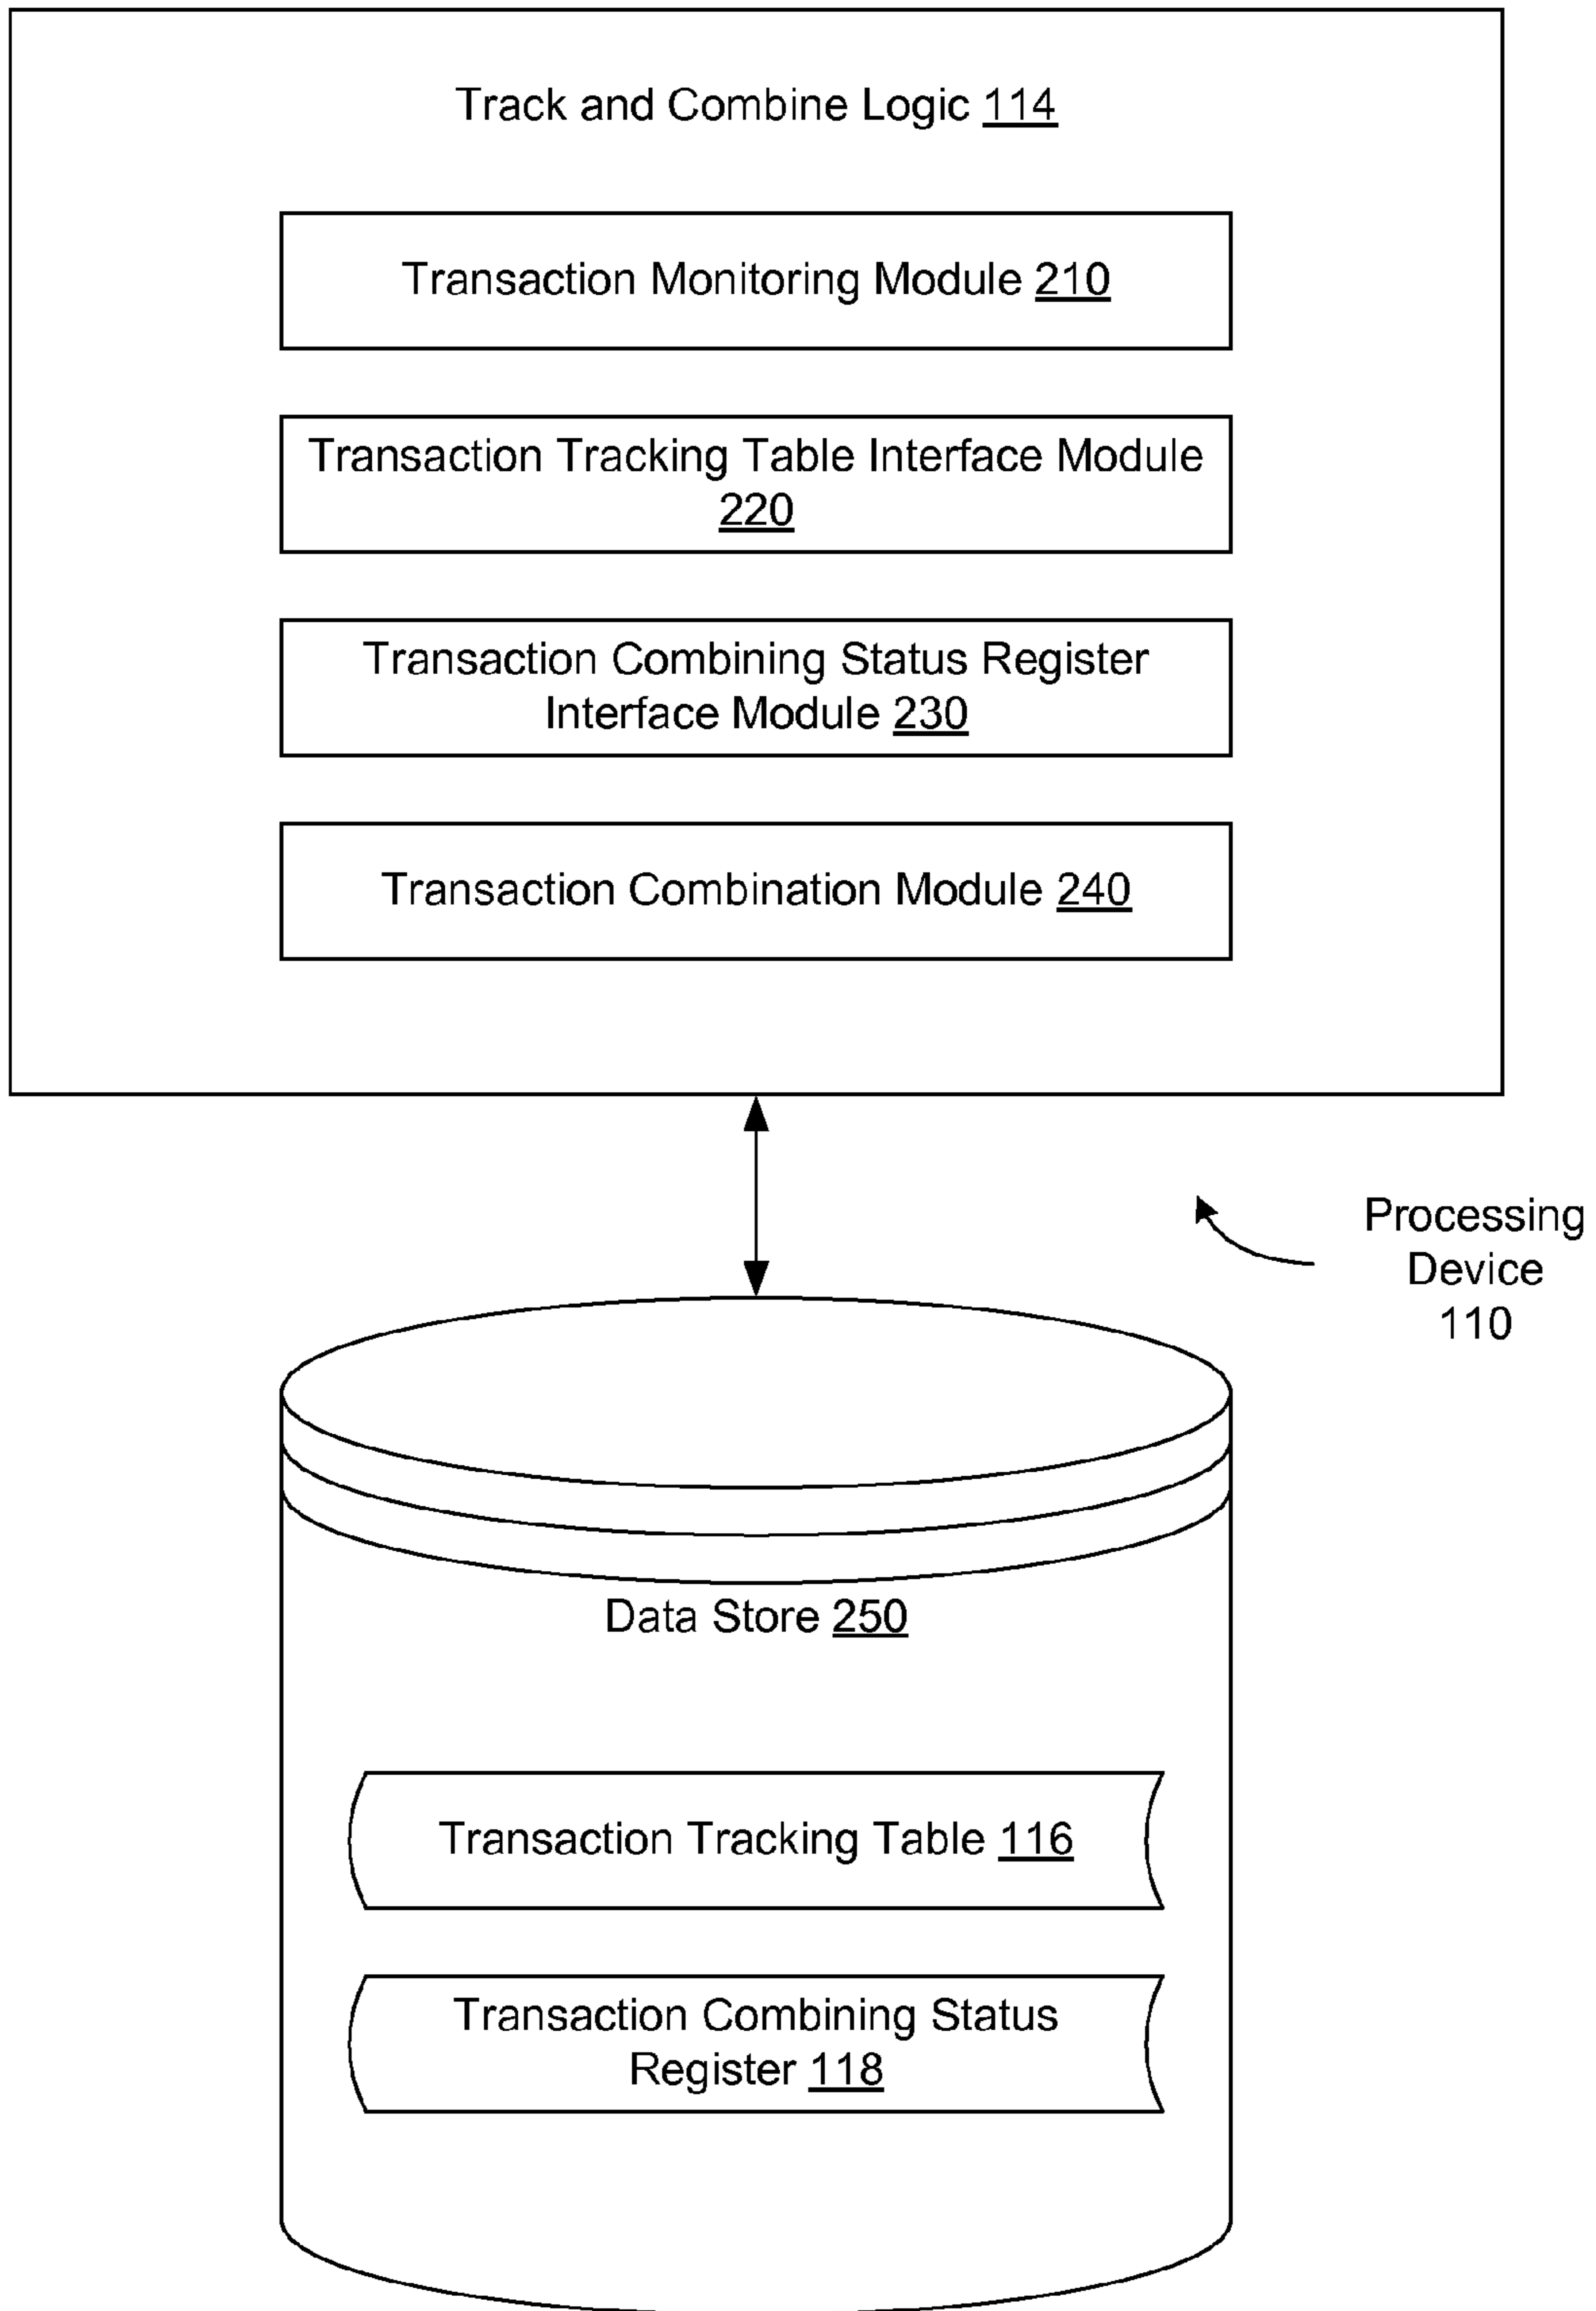 Track and Combine Logic 114
Transaction Monitoring Module 210
Transaction Tracking Table Interface Module
220
Transaction Combining Status Register
Interface Module 230
Transaction Combination Module 240
Processing
Device
110
Data Store 250
Transaction Tracking Table 116
Transaction Combining Status
Register 118